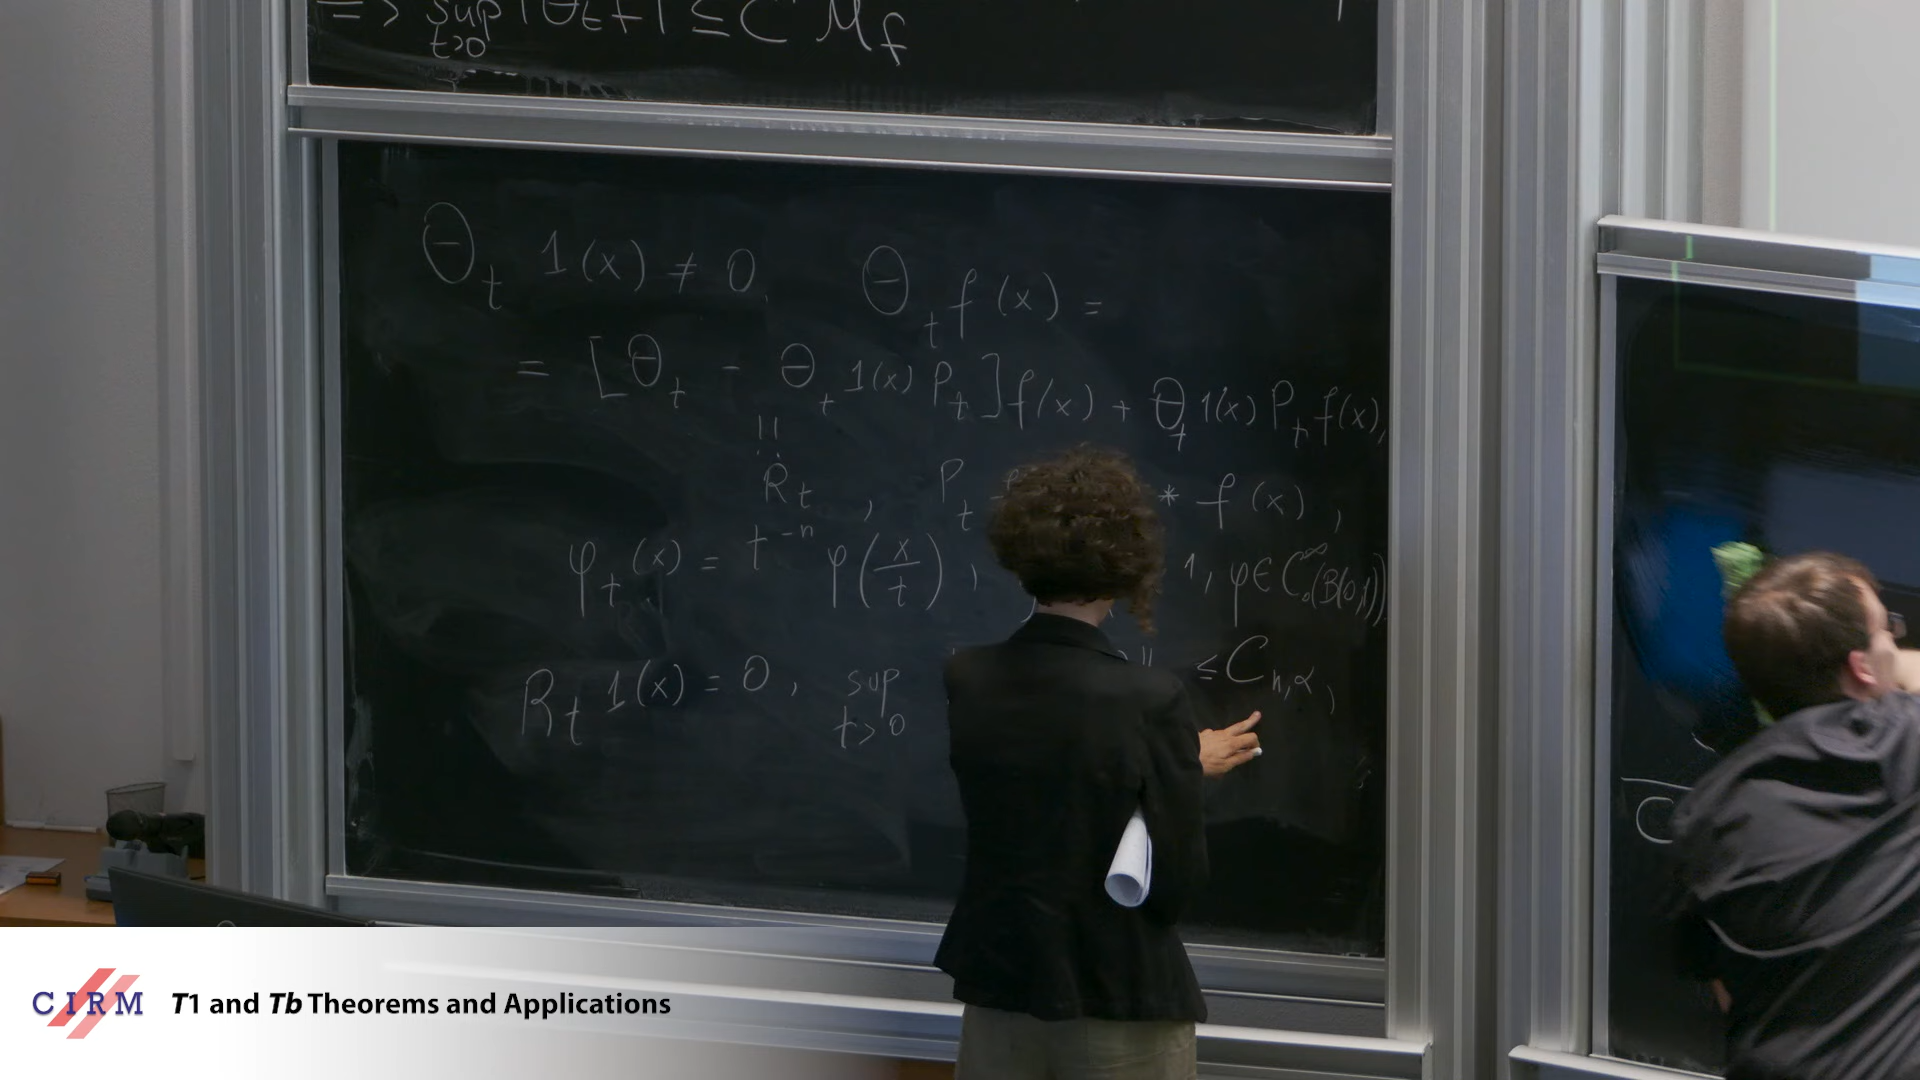 => sup |Θ_t f| ≤ C M_f
t>0
Θ_t 1(x) ≠ 0, Θ_t f(x) =
= [Θ_t - Θ_t 1(x) P_t] f(x) + Θ_t 1(x) P_t f(x),
R_t , P_t * f(x) ,
φ_t(x) = t^{-n} φ(x/t) , 1, φ ∈ C_0^∞(B(0,1))
R_t 1(x) = 0, sup ≤ C_{n,α},
t>0
C
CIRM T1 and Tb Theorems and Applications